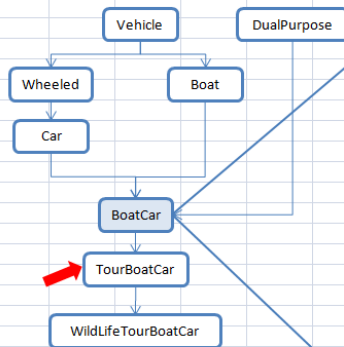 Vehicle
DualPurpose
Wheeled
Boat
Car
BoatCar
TourBoatCar
WildLifeTourBoatCar